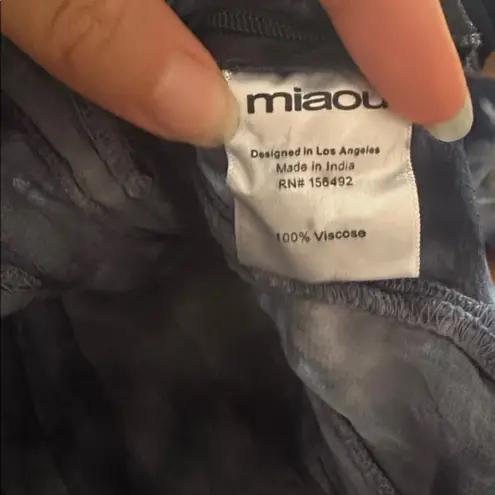 miaou
Designed in Los Angeles
Made in India
RN# 156492
100% Viscose